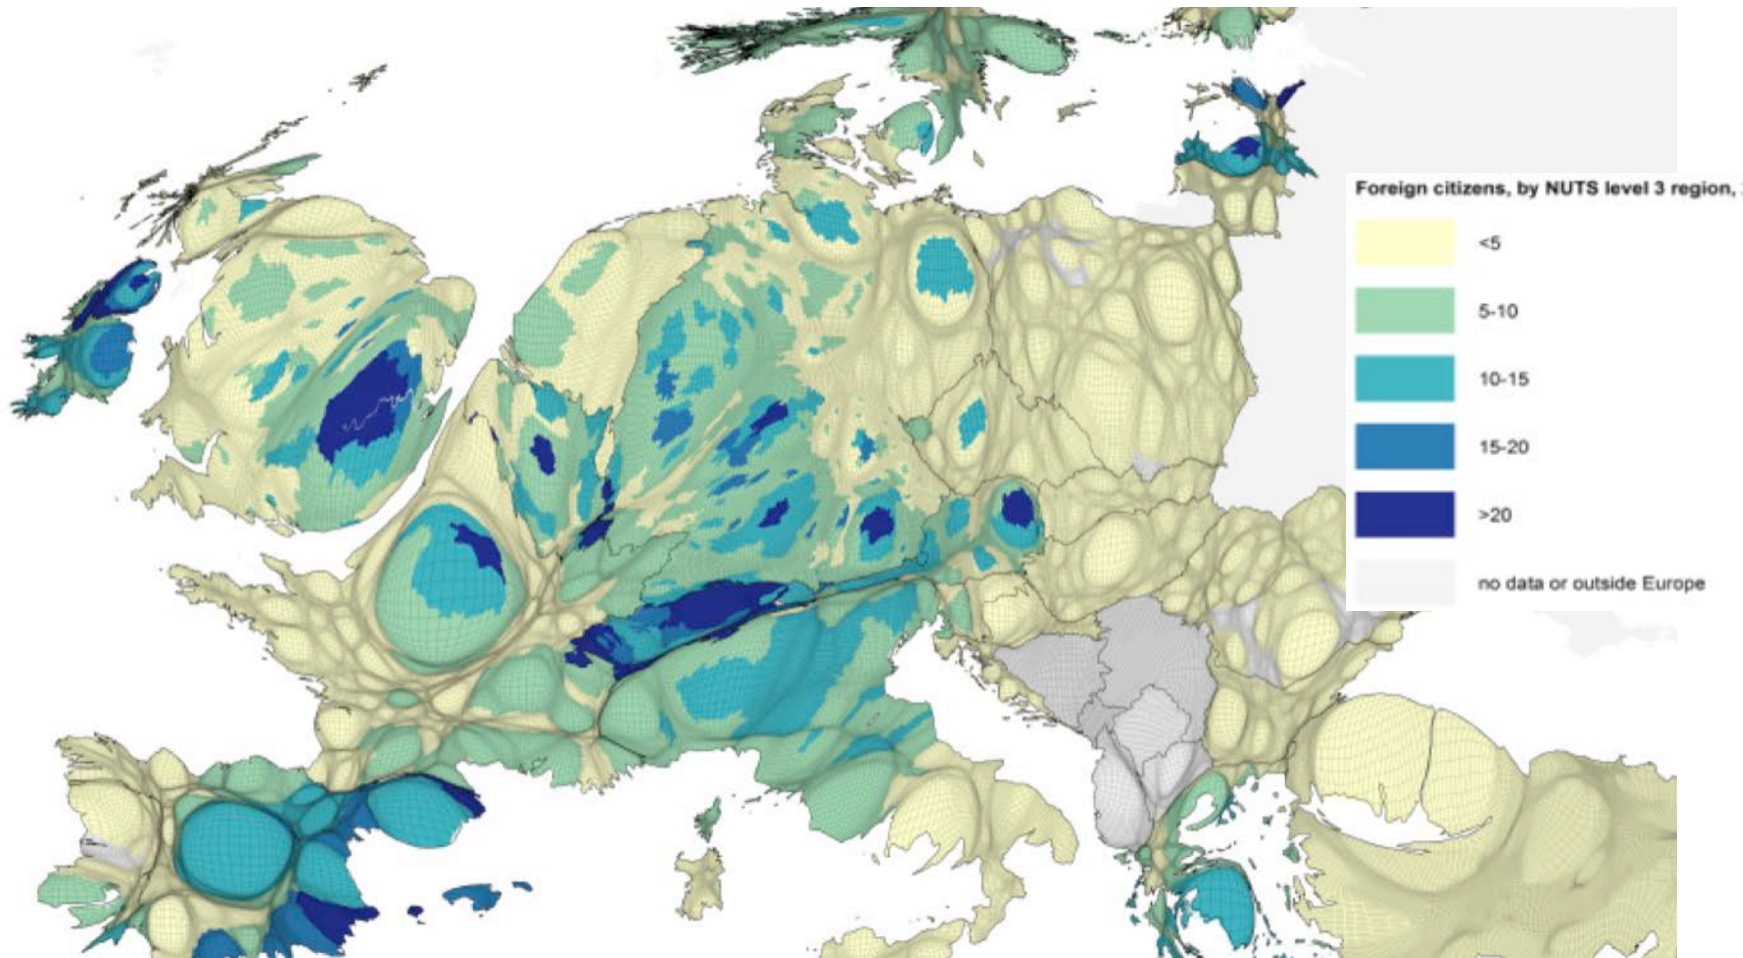 Foreign citizens, by NUTS level 3 region,
<5
5-10
10-15
15-20
>20
no data or outside Europe